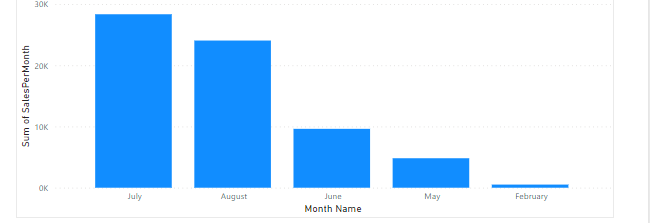 30K
20K
10K
0K
Sum of SalesPerMonth
July August June May February
Month Name